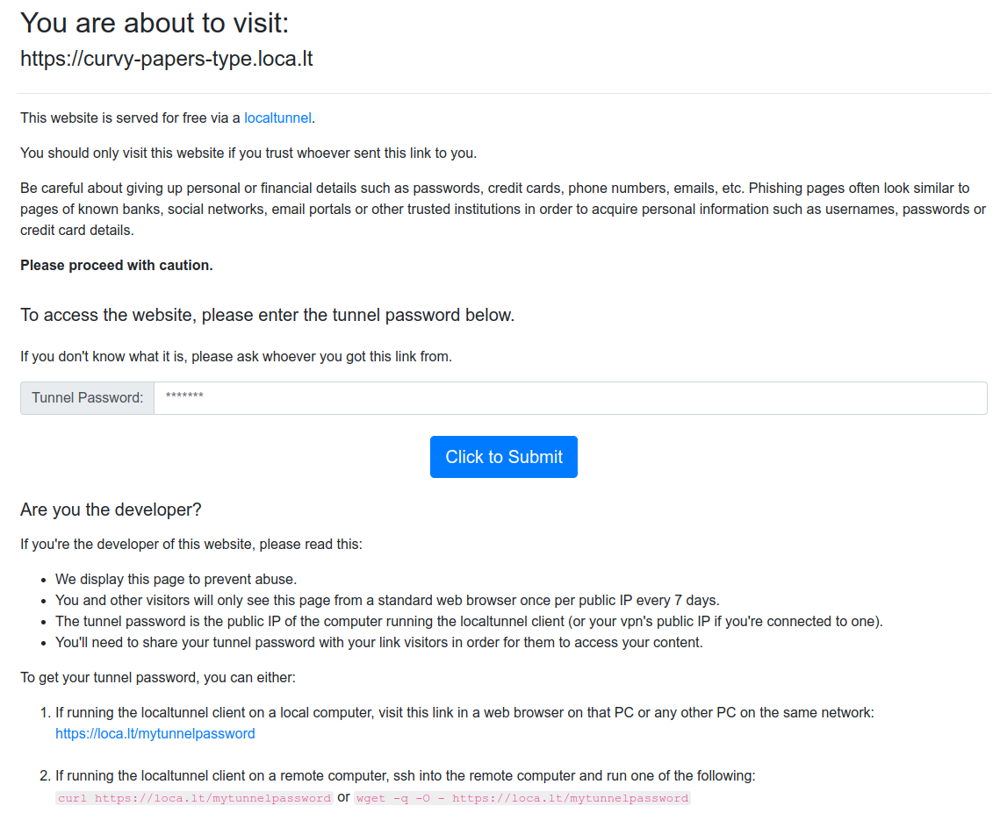 You are about to visit:
https://curvy-papers-type.loca.lt
This website is served for free via a localtunnel.
You should only visit this website if you trust whoever sent this link to you.
Be careful about giving up personal or financial details such as passwords, credit cards, phone numbers, emails, etc. Phishing pages often look similar to
pages of known banks, social networks, email portals or other trusted institutions in order to acquire personal information such as usernames, passwords or
credit card details.
Please proceed with caution.
To access the website, please enter the tunnel password below.
If you don't know what it is, please ask whoever you got this link from.
Tunnel Password: *******
Click to Submit
Are you the developer?
If you're the developer of this website, please read this:
• We display this page to prevent abuse.
• You and other visitors will only see this page from a standard web browser once per public IP every 7 days.
• The tunnel password is the public IP of the computer running the localtunnel client (or your vpn's public IP if you're connected to one).
• You'll need to share your tunnel password with your link visitors in order for them to access your content.
To get your tunnel password, you can either:
1. If running the localtunnel client on a local computer, visit this link in a web browser on that PC or any other PC on the same network:
https://loca.lt/mytunnelpassword
2. If running the localtunnel client on a remote computer, ssh into the remote computer and run one of the following:
curl https://loca.lt/mytunnelpassword or wget -q -O - https://loca.lt/mytunnelpassword